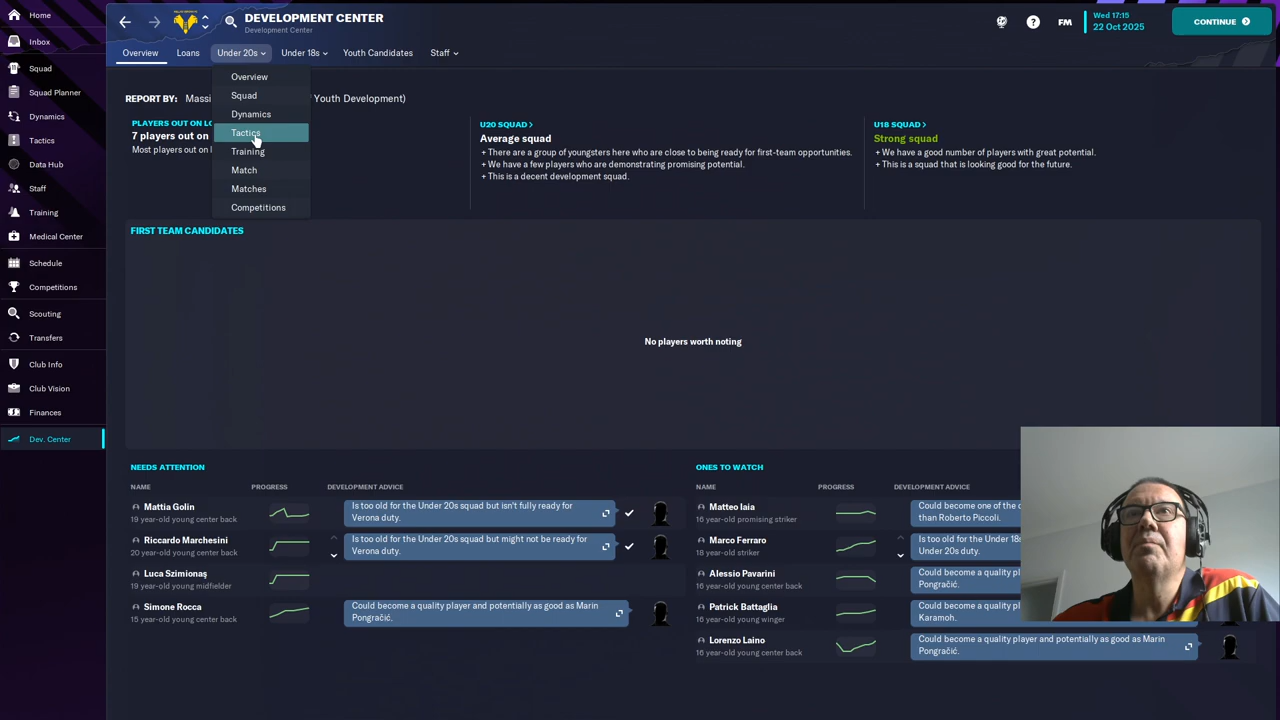 Home
Inbox
Squad
Squad Planner
Dynamics
Tactics
Data Hub
Staff
Training
Medical Center
Schedule
Competitions
Scouting
Transfers
Club Info
Club Vision
Finances
Dev. Center
DEVELOPMENT CENTER
Development Center
FM
Wed 17:15
22 Oct 2025
CONTINUE
Overview
Loans
Under 20s
Under 18s
Youth Candidates
Staff
Overview
Squad
Dynamics
Tactics
Training
Match
Matches
Competitions
REPORT BY: Massi
Youth Development)
PLAYERS OUT ON LO
7 players out on
Most players out on
U20 SQUAD >
Average squad
+ There are a group of youngsters here who are close to being ready for first-team opportunities.
+ We have a few players who are demonstrating promising potential.
+ This is a decent development squad.
U18 SQUAD >
Strong squad
+ We have a good number of players with great potential.
+ This is a squad that is looking good for the future.
FIRST TEAM CANDIDATES
No players worth noting
NEEDS ATTENTION
NAME PROGRESS DEVELOPMENT ADVICE
Mattia Golin
19 year-old young center back
Is too old for the Under 20s squad but isn't fully ready for
Verona duty.
Riccardo Marchesini
20 year-old young center back
Is too old for the Under 20s squad but might not be ready for
Verona duty.
Luca Szimionaş
19 year-old young midfielder
Simone Rocca
15 year-old young center back
Could become a quality player and potentially as good as Marin
Pongračić.
ONES TO WATCH
NAME PROGRESS DEVELOPMENT ADVICE
Matteo Iaia
16 year-old promising striker
Could become one of the c
than Roberto Piccoli.
Marco Ferraro
18 year-old striker
Is too old for the Under 18s
Under 20s duty.
Alessio Pavarini
16 year-old young center back
Could become a quality pl
Pongračić.
Patrick Battaglia
16 year-old young winger
Could become a quality pl
Karamoh.
Lorenzo Laino
16 year-old young center back
Could become a quality player and potentially as good as Marin
Pongračić.